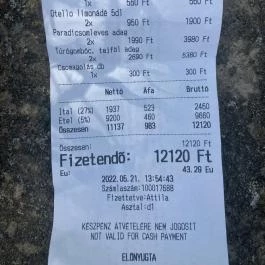 1x 550 Ft 550 Ft
Otello limonádé 5dl
2x 950 Ft 1900 Ft
Paradicsomleves adag
2x 1990 Ft 3980 Ft
Túrógombóc, tejföl adag
2x 2690 Ft 5380 Ft
Csomagolás db
1x 300 Ft 300 Ft
Nettó Áfa Bruttó
Ital (27%) 1937 523 2460
Étel (5%) 9200 460 9660
Összesen 11137 983 12120
Összesen: 12120 Ft
Fizetendő: 12120 Ft
Eu: 43.29 Eu
2022.06.21. 13:54:43
Számlaszám:100017688
Fizettetve:Attila
Asztal:d1
KÉSZPÉNZ ÁTVÉTELÉRE NEM JOGOSÍT
NOT VALID FOR CASH PAYMENT
ELŐNYUGTA